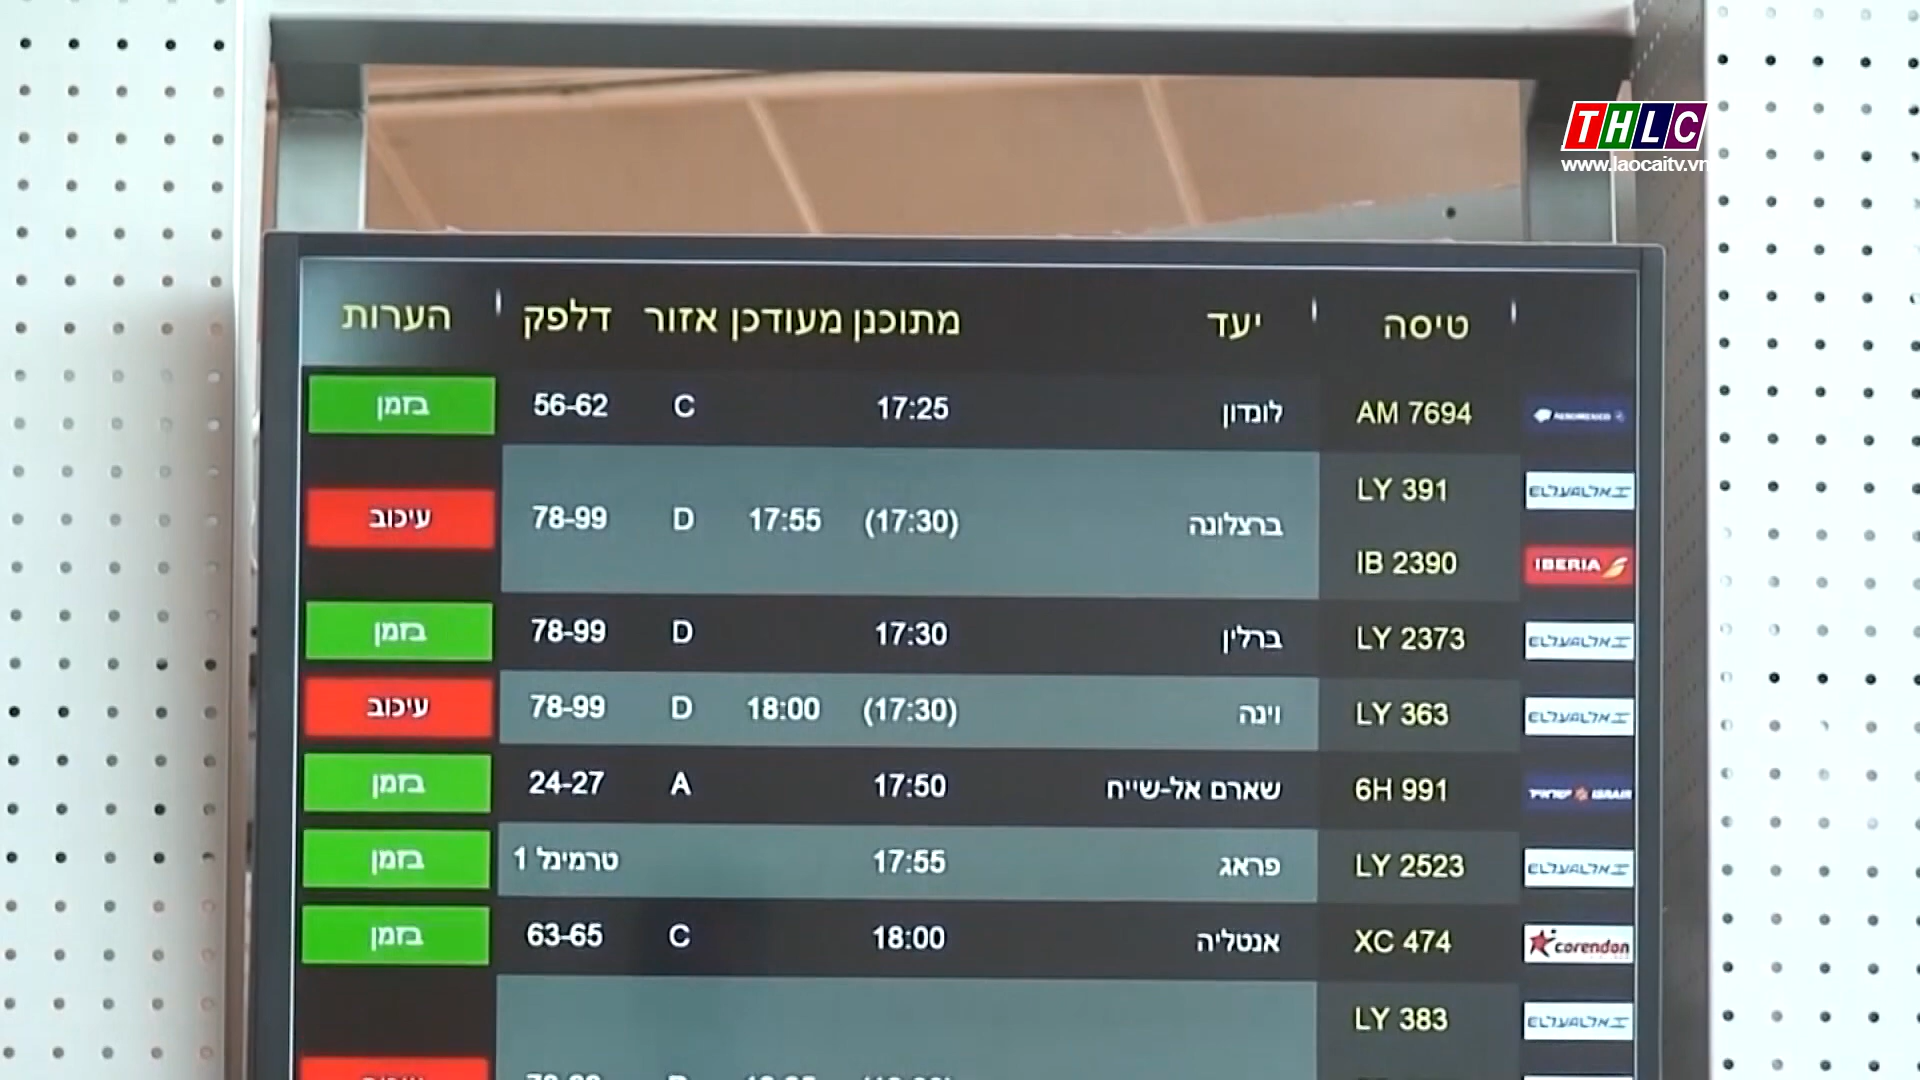 THLC
www.laocaitv.vn
טיסה יעד מתוכנן מעודכן אזור דלפק הערות
AM 7694 לונדון 17:25 C 56-62 בזמן
LY 391 ברצלונה (17:30) 17:55 D 78-99 עיכוב
IB 2390 IBERIA
LY 2373 ברלין 17:30 D 78-99 בזמן
LY 363 וינה (17:30) 18:00 D 78-99 עיכוב
6H 991 שארם אל-שייח 17:50 A 24-27 בזמן
LY 2523 פראג 17:55 טרמינל 1 בזמן
corendon XC 474 אנטליה 18:00 C 63-65 בזמן
LY 383